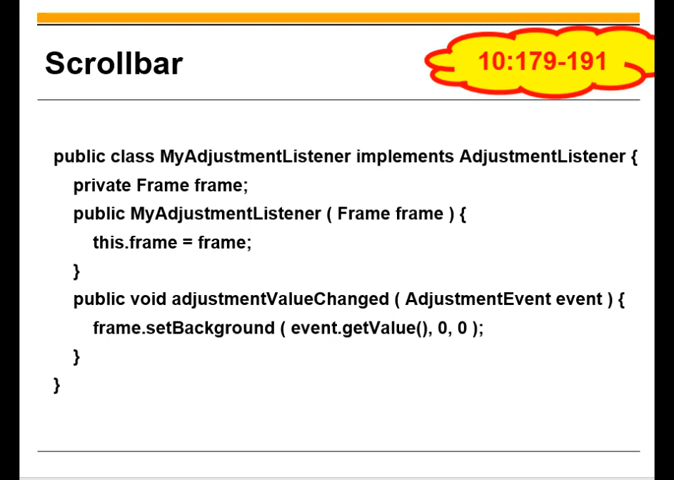 Scrollbar
10:179-191
public class MyAdjustmentListener implements AdjustmentListener {
private Frame frame;
public MyAdjustmentListener ( Frame frame ) {
this.frame = frame;
}
public void adjustmentValueChanged ( AdjustmentEvent event ) {
frame.setBackground ( event.getValue(), 0, 0 );
}
}